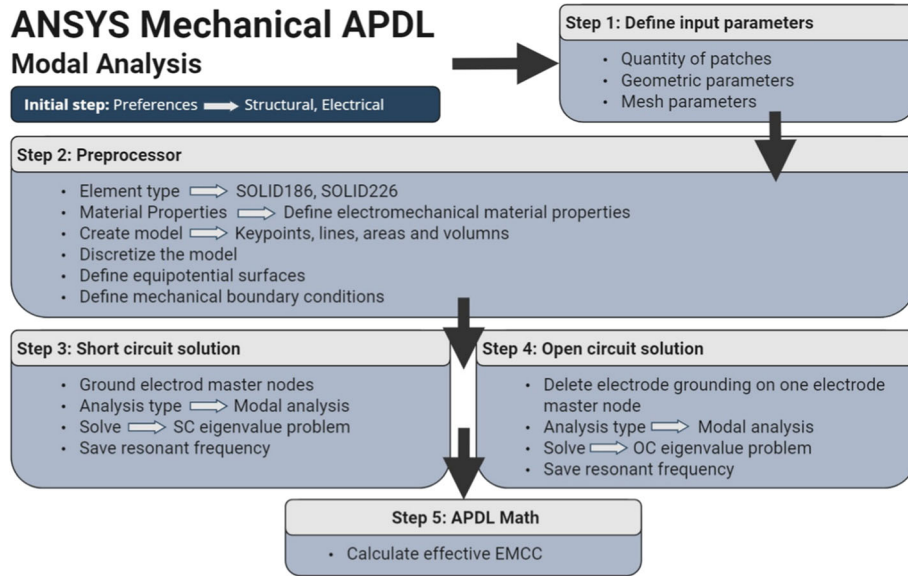 ANSYS Mechanical APDL
Modal Analysis
Initial step: Preferences Structural, Electrical
Step 1: Define input parameters
• Quantity of patches
• Geometric parameters
• Mesh parameters
Step 2: Preprocessor
• Element type SOLID186, SOLID226
• Material Properties Define electromechanical material properties
• Create model Keypoints, lines, areas and volumns
• Discretize the model
• Define equipotential surfaces
• Define mechanical boundary conditions
Step 3: Short circuit solution
• Ground electrod master nodes
• Analysis type Modal analysis
• Solve SC eigenvalue problem
• Save resonant frequency
Step 4: Open circuit solution
• Delete electrode grounding on one electrode
master node
• Analysis type Modal analysis
• Solve OC eigenvalue problem
• Save resonant frequency
Step 5: APDL Math
• Calculate effective EMCC